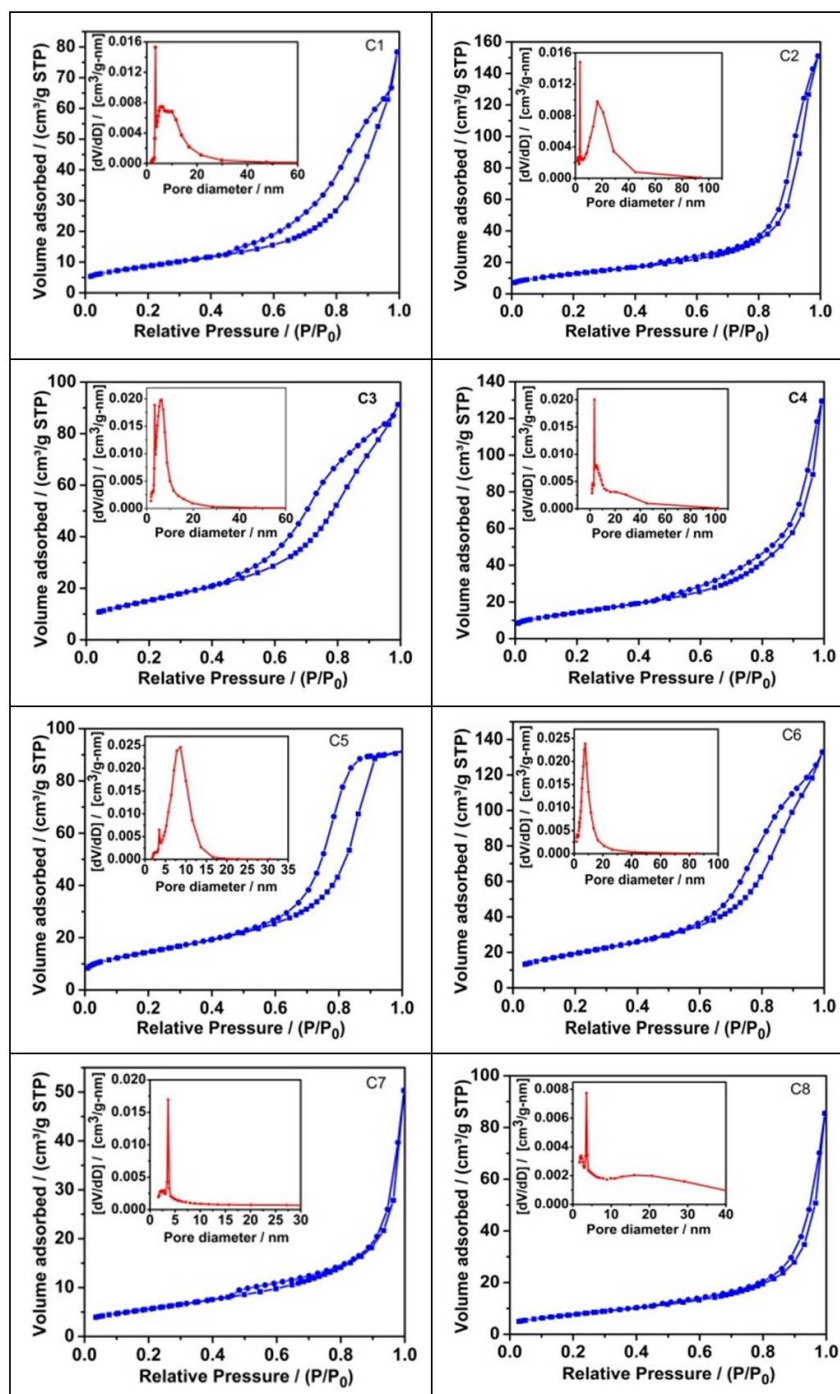 C1
Volume adsorbed / (cm³/g STP)
80
70
60
50
40
30
20
10
0
0.0 0.2 0.4 0.6 0.8 1.0
Relative Pressure / (P/P₀)
[dV/dD] / [cm³/g-nm]
0.016
0.012
0.008
0.004
0.000
0 10 20 30 40 50 60
Pore diameter / nm
C2
Volume adsorbed / (cm³/g STP)
160
140
120
100
80
60
40
20
0
0.0 0.2 0.4 0.6 0.8 1.0
Relative Pressure / (P/P₀)
[dV/dD] / [cm³/g-nm]
0.016
0.012
0.008
0.004
0.000
0 20 40 60 80 100
Pore diameter / nm
C3
Volume adsorbed / (cm³/g STP)
100
80
60
40
20
0
0.0 0.2 0.4 0.6 0.8 1.0
Relative Pressure / (P/P₀)
[dV/dD] / [cm³/g-nm]
0.020
0.015
0.010
0.005
0.000
0 10 20 30 40 50 60
Pore diameter / nm
C4
Volume adsorbed / (cm³/g STP)
140
120
100
80
60
40
20
0
0.0 0.2 0.4 0.6 0.8 1.0
Relative Pressure / (P/P₀)
[dV/dD] / [cm³/g-nm]
0.020
0.015
0.010
0.005
0.000
0 20 40 60 80 100
Pore diameter / nm
C5
Volume adsorbed / (cm³/g STP)
100
80
60
40
20
0
0.0 0.2 0.4 0.6 0.8 1.0
Relative Pressure / (P/P₀)
[dV/dD] / [cm³/g-nm]
0.025
0.020
0.015
0.010
0.005
0.000
0 5 10 15 20 25 30 35
Pore diameter / nm
C6
Volume adsorbed / (cm³/g STP)
140
120
100
80
60
40
20
0
0.0 0.2 0.4 0.6 0.8 1.0
Relative Pressure / (P/P₀)
[dV/dD] / [cm³/g-nm]
0.025
0.020
0.015
0.010
0.005
0.000
0 20 40 60 80 100
Pore diameter / nm
C7
Volume adsorbed / (cm³/g STP)
50
40
30
20
10
0
0.0 0.2 0.4 0.6 0.8 1.0
Relative Pressure / (P/P₀)
[dV/dD] / [cm³/g-nm]
0.020
0.015
0.010
0.005
0.000
0 5 10 15 20 25 30
Pore diameter / nm
C8
Volume adsorbed / (cm³/g STP)
100
80
60
40
20
0
0.0 0.2 0.4 0.6 0.8 1.0
Relative Pressure / (P/P₀)
[dV/dD] / [cm³/g-nm]
0.008
0.006
0.004
0.002
0.000
0 10 20 30 40
Pore diameter / nm